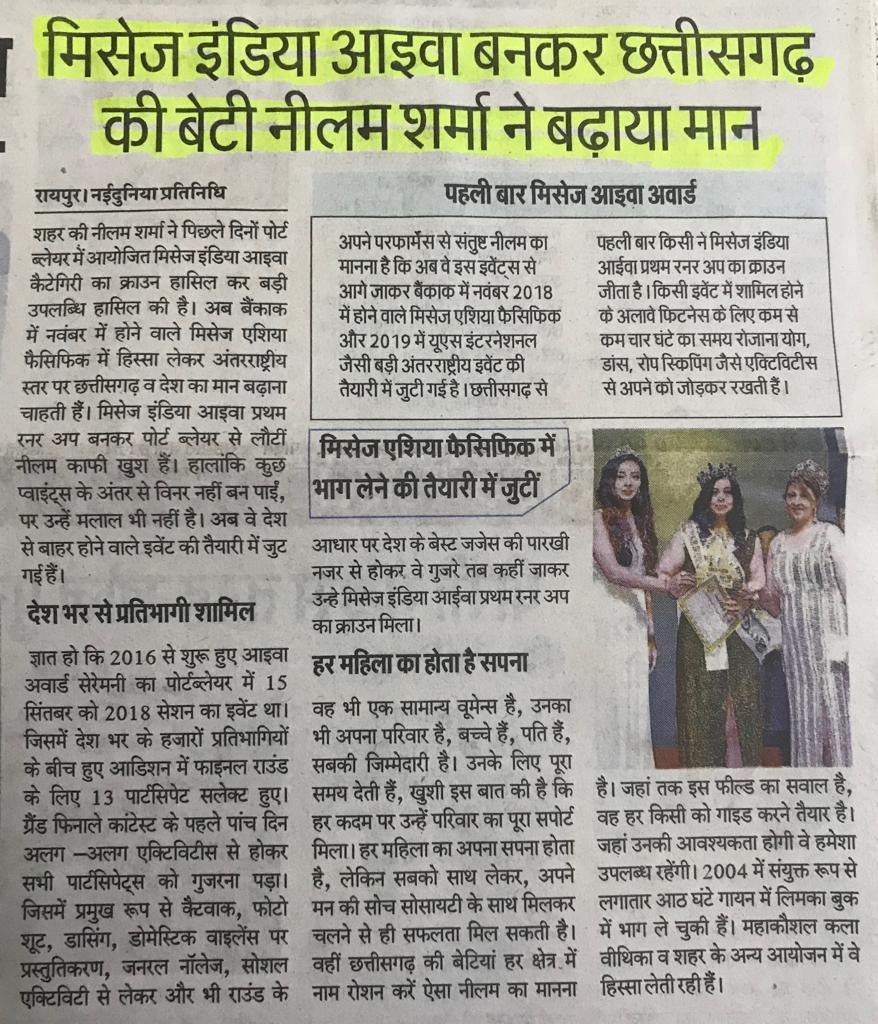 मिसेज इंडिया आइवा बनकर छत्तीसगढ़
की बेटी नीलम शर्मा ने बढ़ाया मान
रायपुर। नईदुनिया प्रतिनिधि
शहर की नीलम शर्मा ने पिछले दिनों पोर्ट
ब्लेयर में आयोजित मिसेज इंडिया आइवा
कैटेगिरी का क्राउन हासिल कर बड़ी
उपलब्धि हासिल की है। अब बैंकाक
में नवंबर में होने वाले मिसेज एशिया
फैसिफिक में हिस्सा लेकर अंतरराष्ट्रीय
स्तर पर छत्तीसगढ़ व देश का मान बढ़ाना
चाहती हैं। मिसेज इंडिया आइवा प्रथम
रनर अप बनकर पोर्ट ब्लेयर से लौटीं
नीलम काफी खुश हैं। हालांकि कुछ
प्वाइंट्स के अंतर से विनर नहीं बन पाईं,
पर उन्हें मलाल भी नहीं है। अब वे देश
से बाहर होने वाले इवेंट की तैयारी में जुट
गई हैं।
देश भर से प्रतिभागी शामिल
ज्ञात हो कि 2016 से शुरू हुए आइवा
अवार्ड सेरेमनी का पोर्टब्लेयर में 15
सिंतबर को 2018 सेशन का इवेंट था।
जिसमें देश भर के हजारों प्रतिभागियों
के बीच हुए आडिशन में फाइनल राउंड
के लिए 13 पार्टसिपेट सलेक्ट हुए।
ग्रैंड फिनाले कांटेस्ट के पहले पांच दिन
अलग –अलग एक्टिविटीस से होकर
सभी पार्टसिपेट्स को गुजरना पड़ा।
जिसमें प्रमुख रूप से कैटवाक, फोटो
शूट, डासिंग, डोमेस्टिक वाइलेंस पर
प्रस्तुतिकरण, जनरल नॉलेज, सोशल
एक्टिविटी से लेकर और भी राउंड के
पहली बार मिसेज आइवा अवार्ड
अपने परफार्मेंस से संतुष्ट नीलम का
मानना है कि अब वे इस इवेंट्स से
आगे जाकर बैंकाक में नवंबर 2018
में होने वाले मिसेज एशिया फैसिफिक
और 2019 में यूएस इंटरनेशनल
जैसी बड़ी अंतरराष्ट्रीय इवेंट की
तैयारी में जुटी गई है। छत्तीसगढ़ से
पहली बार किसी ने मिसेज इंडिया
आईवा प्रथम रनर अप का क्राउन
जीता है। किसी इवेंट में शामिल होने
के अलावे फिटनेस के लिए कम से
कम चार घंटे का समय रोजाना योग,
डांस, रोप स्किपिंग जैसे एक्टिविटीस
से अपने को जोड़कर रखती हैं।
मिसेज एशिया फैसिफिक में
भाग लेने की तैयारी में जुटीं
आधार पर देश के बेस्ट जजेस की पारखी
नजर से होकर वे गुजरे तब कहीं जाकर
उन्हे मिसेज इंडिया आईवा प्रथम रनर अप
का क्राउन मिला।
हर महिला का होता है सपना
वह भी एक सामान्य वूमेन्स है, उनका
भी अपना परिवार है, बच्चे हैं, पति हैं,
सबकी जिम्मेदारी है। उनके लिए पूरा
समय देती हैं, खुशी इस बात की है कि
हर कदम पर उन्हें परिवार का पूरा सपोर्ट
मिला। हर महिला का अपना सपना होता
है, लेकिन सबको साथ लेकर, अपने
मन की सोच सोसायटी के साथ मिलकर
चलने से ही सफलता मिल सकती है।
वहीं छत्तीसगढ़ की बेटियां हर क्षेत्र में
नाम रोशन करें ऐसा नीलम का मानना
है। जहां तक इस फील्ड का सवाल है,
वह हर किसी को गाइड करने तैयार है।
जहां उनकी आवश्यकता होगी वे हमेशा
उपलब्ध रहेंगी। 2004 में संयुक्त रूप से
लगातार आठ घंटे गायन में लिमका बुक
में भाग ले चुकी हैं। महाकौशल कला
वीथिका व शहर के अन्य आयोजन में वे
हिस्सा लेती रही हैं।